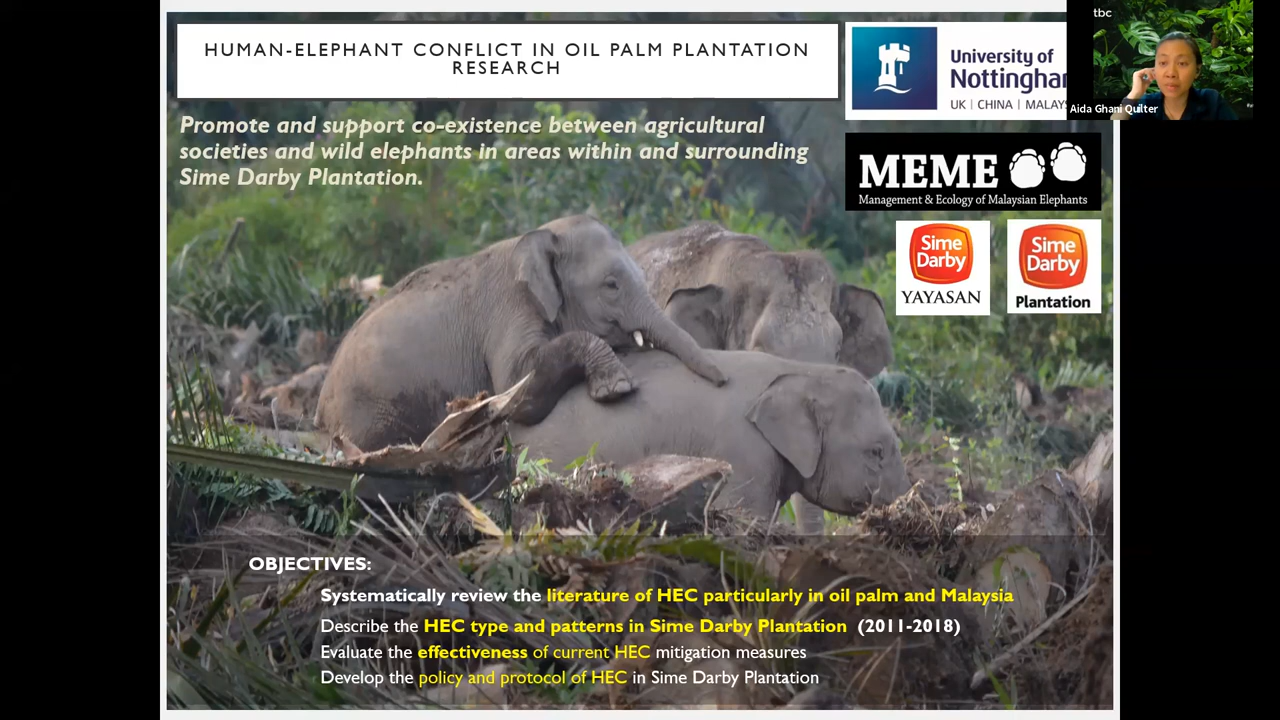 HUMAN-ELEPHANT CONFLICT IN OIL PALM PLANTATION
RESEARCH
Promote and support co-existence between agricultural
societies and wild elephants in areas within and surrounding
Sime Darby Plantation.
University of
Nottingham
UK | CHINA | MALAYS
tbc
Aida Ghani Quilter
MEME
Management & Ecology of Malaysian Elephants
Sime
Darby
YAYASAN
Sime
Darby
Plantation
OBJECTIVES:
Systematically review the literature of HEC particularly in oil palm and Malaysia
Describe the HEC type and patterns in Sime Darby Plantation (2011-2018)
Evaluate the effectiveness of current HEC mitigation measures
Develop the policy and protocol of HEC in Sime Darby Plantation